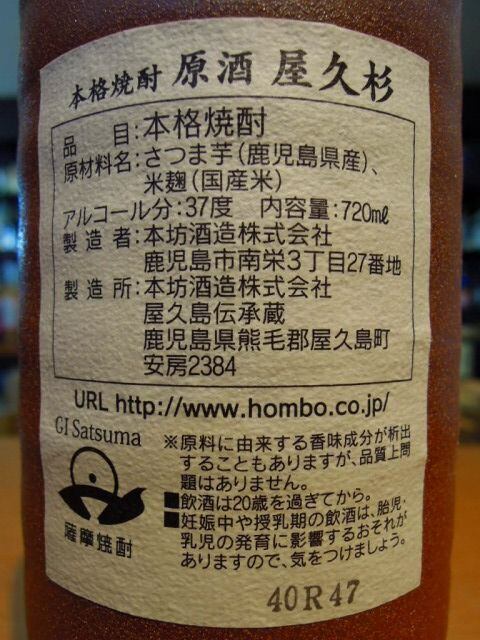 本格焼酎 原酒 屋久杉
品目:本格焼酎
原材料名:さつま芋(鹿児島県産)、
米麹(国産米)
アルコール分:37度 内容量:720mℓ
製造者:本坊酒造株式会社
鹿児島市南栄3丁目27番地
製造所:本坊酒造株式会社
屋久島伝承蔵
鹿児島県熊毛郡屋久島町
安房2384
URL http://www.hombo.co.jp/
GI Satsuma
薩摩焼酎
※原料に由来する香味成分が析出
することもありますが、品質上問
題はありません。
■飲酒は20歳を過ぎてから。
■妊娠中や授乳期の飲酒は、胎児・
乳児の発育に影響するおそれが
ありますので、気をつけましょう。
40R47